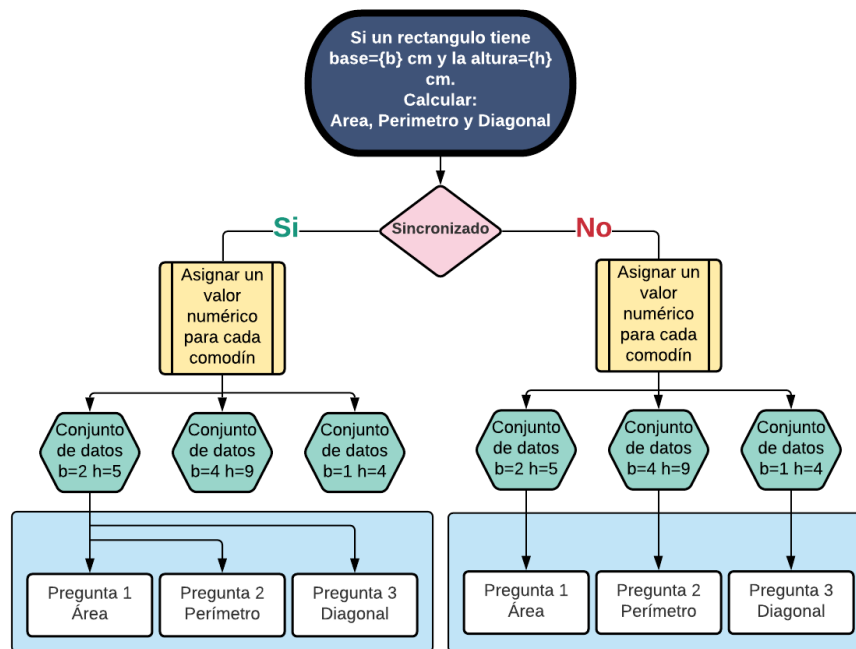 Si un rectangulo tiene
base={b} cm y la altura={h}
cm.
Calcular:
Area, Perimetro y Diagonal
Sincronizado
Si
No
Asignar un
valor
numérico
para cada
comodín
Asignar un
valor
numérico
para cada
comodín
Conjunto
de datos
b=2 h=5
Conjunto
de datos
b=4 h=9
Conjunto
de datos
b=1 h=4
Conjunto
de datos
b=2 h=5
Conjunto
de datos
b=4 h=9
Conjunto
de datos
b=1 h=4
Pregunta 1
Área
Pregunta 2
Perímetro
Pregunta 3
Diagonal
Pregunta 1
Área
Pregunta 2
Perímetro
Pregunta 3
Diagonal